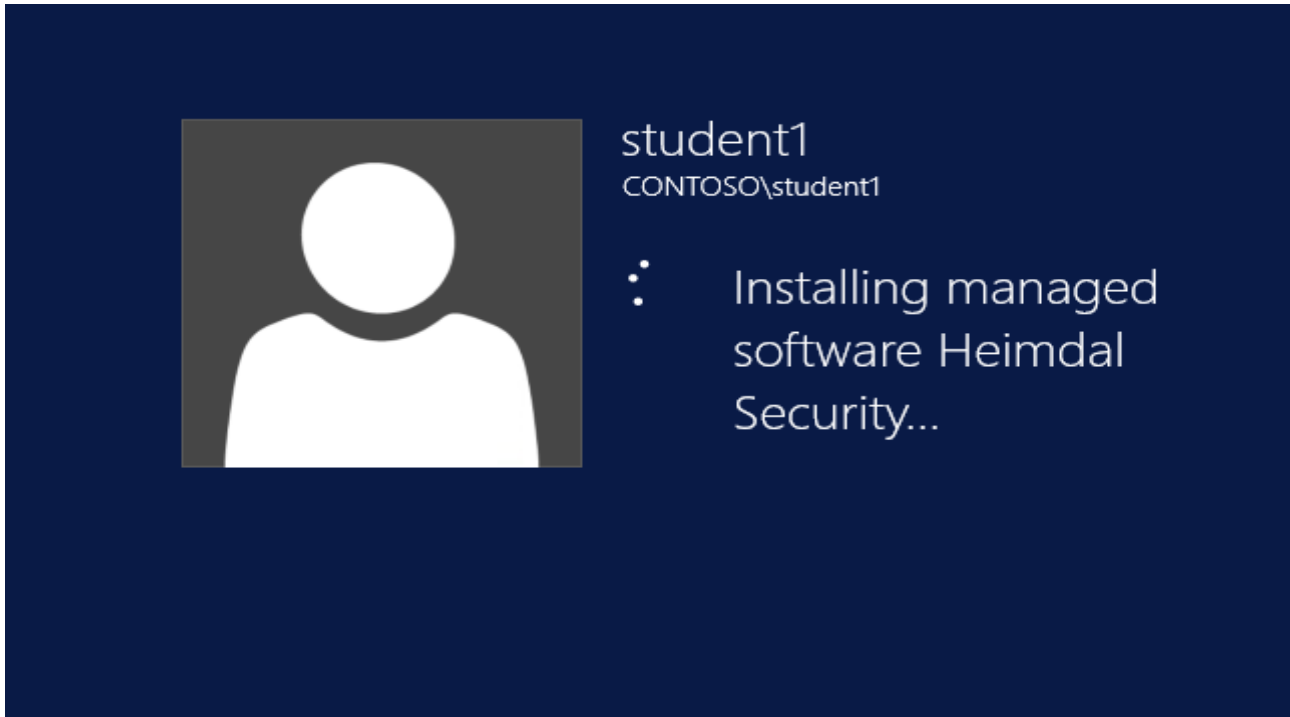 student1
CONTOSO\student1
Installing managed
software Heimdal
Security...